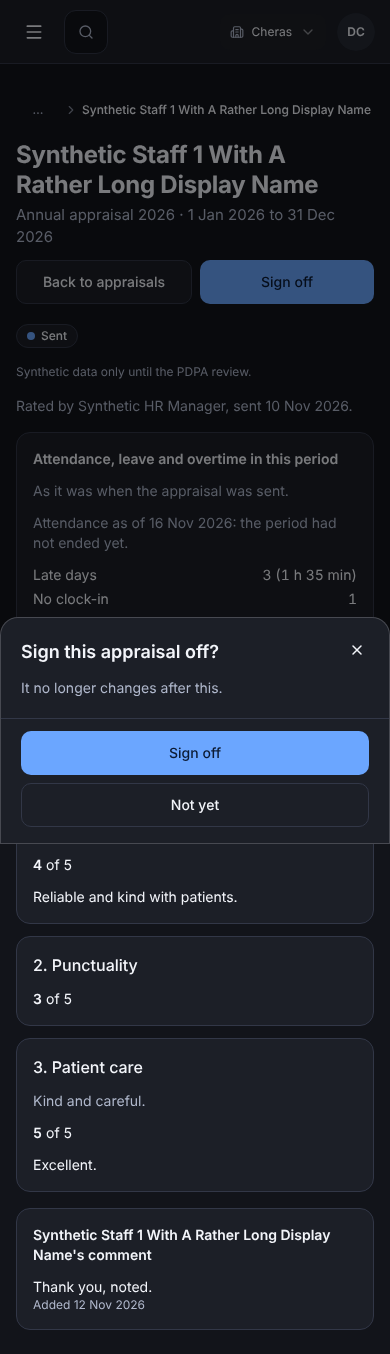 Cheras
DC
...
Synthetic Staff 1 With A Rather Long Display Name
Synthetic Staff 1 With A
Rather Long Display Name
Annual appraisal 2026 · 1 Jan 2026 to 31 Dec
2026
Back to appraisals
Sign off
Sent
Synthetic data only until the PDPA review.
Rated by Synthetic HR Manager, sent 10 Nov 2026.
Attendance, leave and overtime in this period
As it was when the appraisal was sent.
Attendance as of 16 Nov 2026: the period had
not ended yet.
Late days 3 (1 h 35 min)
No clock-in 1
Sign this appraisal off?
It no longer changes after this.
Sign off
Not yet
4 of 5
Reliable and kind with patients.
2. Punctuality
3 of 5
3. Patient care
Kind and careful.
5 of 5
Excellent.
Synthetic Staff 1 With A Rather Long Display
Name's comment
Thank you, noted.
Added 12 Nov 2026